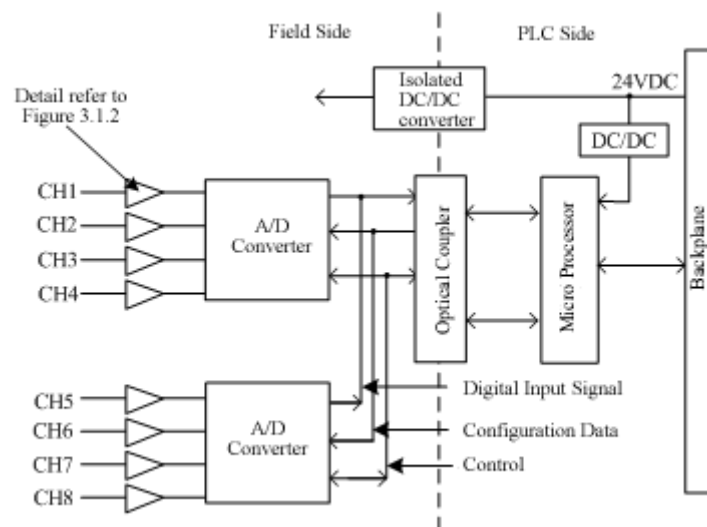 Field Side
PLC Side
Isolated
DC/DC
converter
24VDC
DC/DC
Detail refer to
Figure 3.1.2
CH1
CH2
CH3
CH4
A/D
Converter
Optical Coupler
Micro Processor
Backplane
Digital Input Signal
CH5
CH6
CH7
CH8
A/D
Converter
Configuration Data
Control